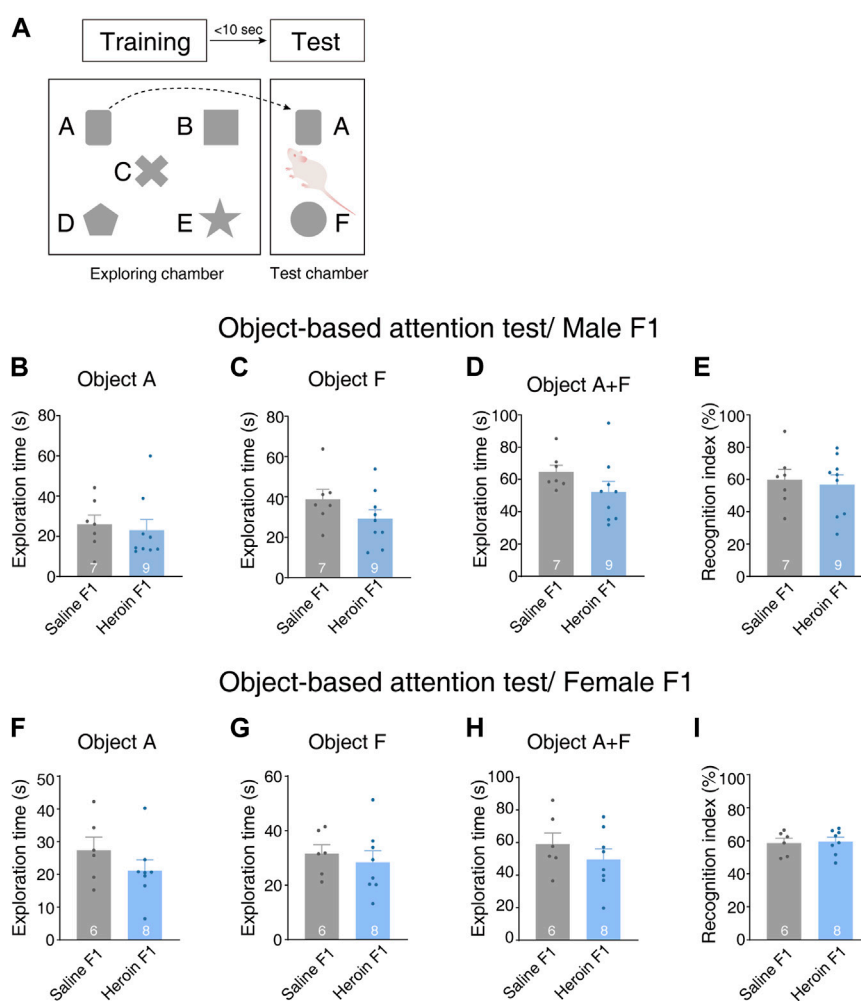 A
Training
<10 sec
Test
A
B
A
C
D
E
F
Exploring chamber
Test chamber
Object-based attention test/ Male F1
B
Object A
Exploration time (s)
80
60
40
20
0
7
9
Saline F1
Heroin F1
C
Object F
Exploration time (s)
80
60
40
20
0
7
9
Saline F1
Heroin F1
D
Object A+F
Exploration time (s)
100
80
60
40
20
0
7
9
Saline F1
Heroin F1
E
Recognition index (%)
100
80
60
40
20
0
7
9
Saline F1
Heroin F1
Object-based attention test/ Female F1
F
Object A
Exploration time (s)
50
40
30
20
10
0
6
8
Saline F1
Heroin F1
G
Object F
Exploration time (s)
60
40
20
0
6
8
Saline F1
Heroin F1
H
Object A+F
Exploration time (s)
100
80
60
40
20
0
6
8
Saline F1
Heroin F1
I
Recognition index (%)
100
80
60
40
20
0
6
8
Saline F1
Heroin F1